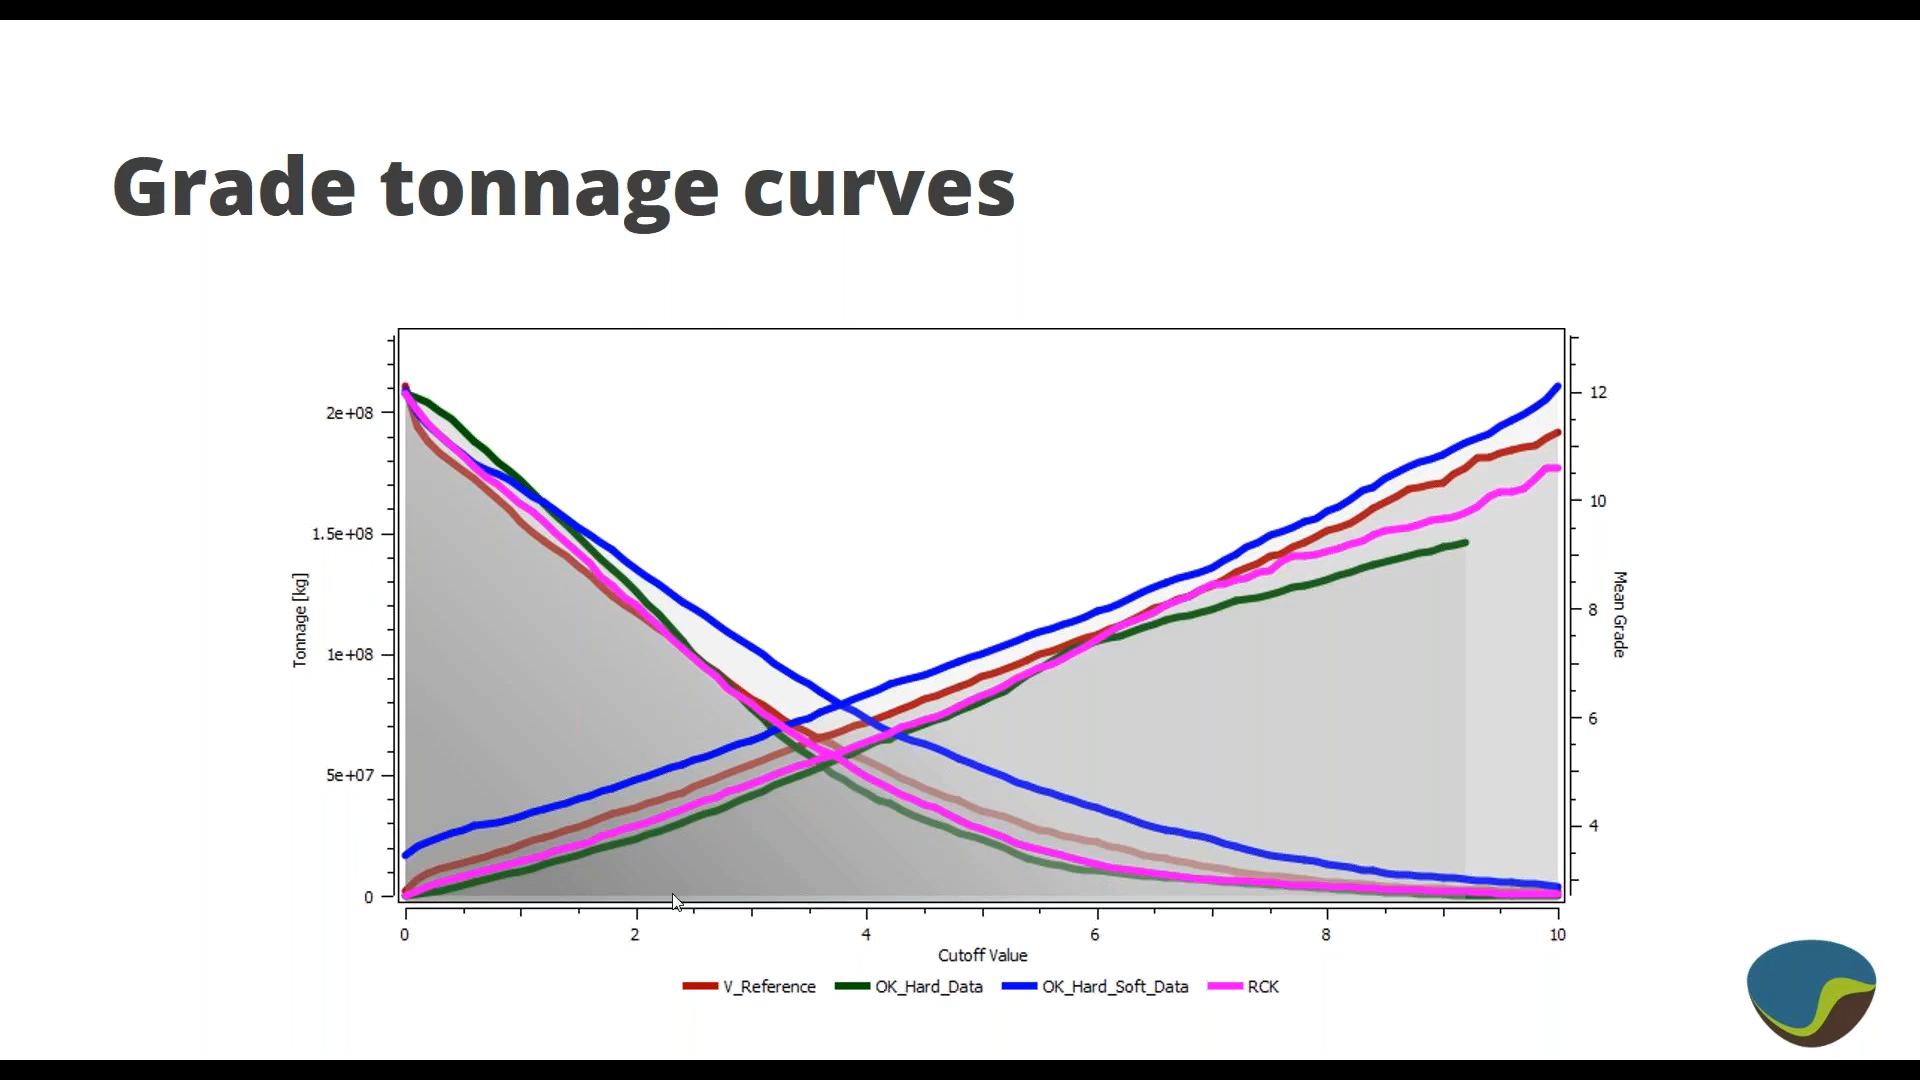 Grade tonnage curves
2e+08
1.5e+08
1e+08
5e+07
0
Tonnage [kg]
12
10
8
6
4
Mean Grade
0 2 4 6 8 10
Cutoff Value
V_Reference OK_Hard_Data OK_Hard_Soft_Data RCK